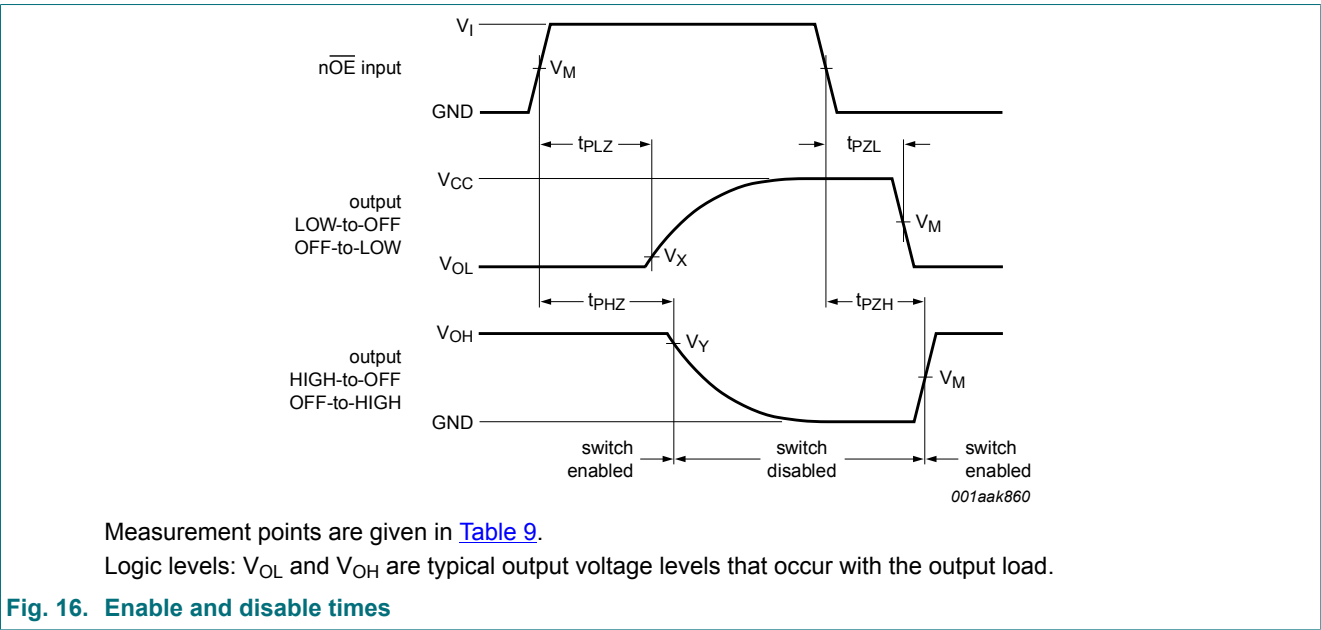 V_I
nOE input
V_M
GND
t_PLZ
t_PZL
V_CC
output
LOW-to-OFF
OFF-to-LOW
V_M
V_OL
V_X
t_PHZ
t_PZH
V_OH
output
HIGH-to-OFF
OFF-to-HIGH
V_Y
V_M
GND
switch
enabled
switch
disabled
switch
enabled
001aak860
Measurement points are given in Table 9.
Logic levels: V_OL and V_OH are typical output voltage levels that occur with the output load.
Fig. 16. Enable and disable times